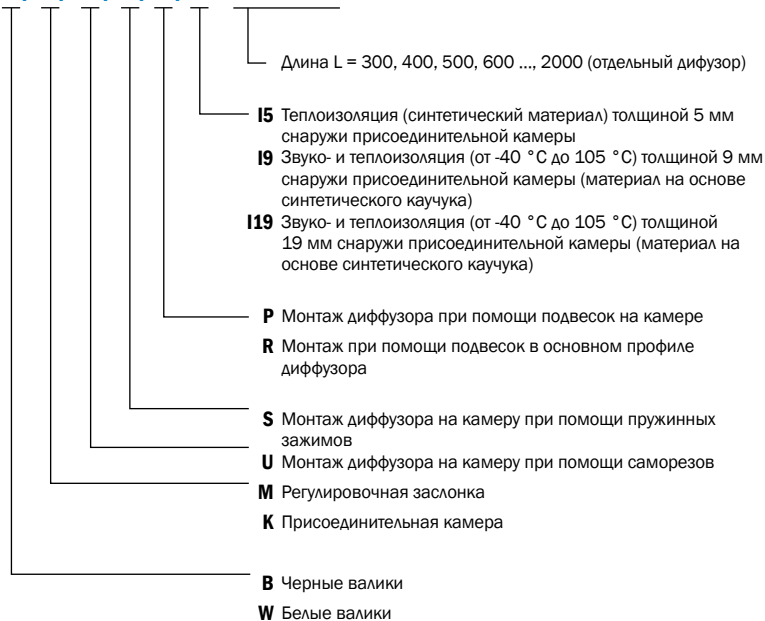 Длина L = 300, 400, 500, 600 ..., 2000 (отдельный дифузор)
I5 Теплоизоляция (синтетический материал) толщиной 5 мм
снаружи присоединительной камеры
I9 Звуко- и теплоизоляция (от -40 °C до 105 °C) толщиной 9 мм
снаружи присоединительной камеры (материал на основе
синтетического каучука)
I19 Звуко- и теплоизоляция (от -40 °C до 105 °C) толщиной
19 мм снаружи присоединительной камеры (материал на
основе синтетического каучука)
P Монтаж диффузора при помощи подвесок на камере
R Монтаж при помощи подвесок в основном профиле
диффузора
S Монтаж диффузора на камеру при помощи пружинных
зажимов
U Монтаж диффузора на камеру при помощи саморезов
M Регулировочная заслонка
K Присоединительная камера
B Черные валики
W Белые валики